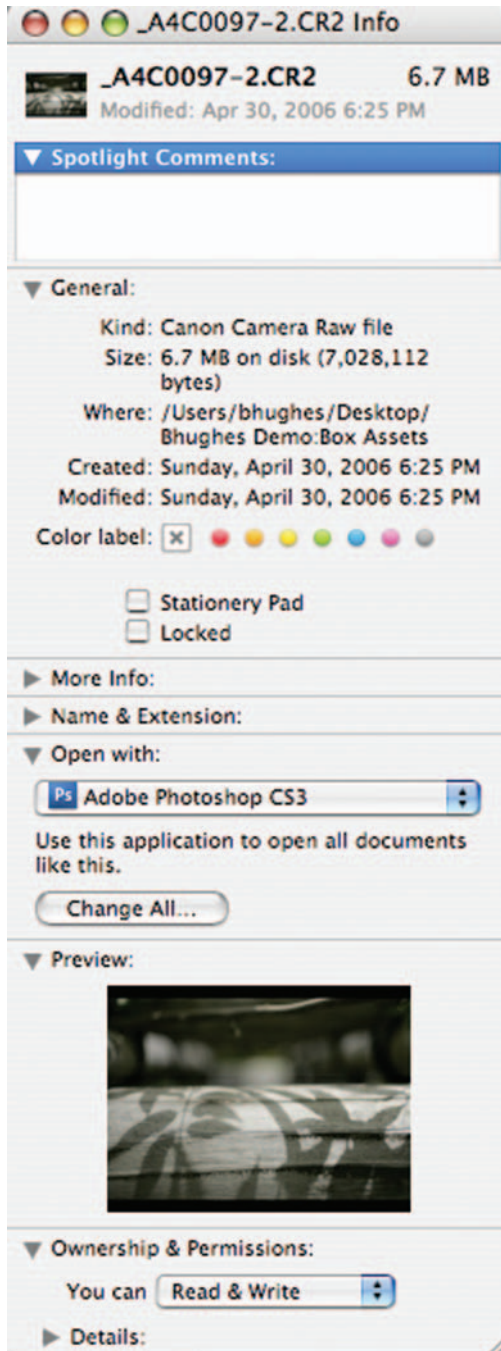 _A4C0097-2.CR2 Info
_A4C0097-2.CR2 6.7 MB
Modified: Apr 30, 2006 6:25 PM
Spotlight Comments:
General:
Kind: Canon Camera Raw file
Size: 6.7 MB on disk (7,028,112
bytes)
Where: /Users/bhughes/Desktop/
Bhughes Demo:Box Assets
Created: Sunday, April 30, 2006 6:25 PM
Modified: Sunday, April 30, 2006 6:25 PM
Color label:
Stationery Pad
Locked
More Info:
Name & Extension:
Open with:
Ps Adobe Photoshop CS3
Use this application to open all documents
like this.
Change All...
Preview:
Ownership & Permissions:
You can Read & Write
Details: